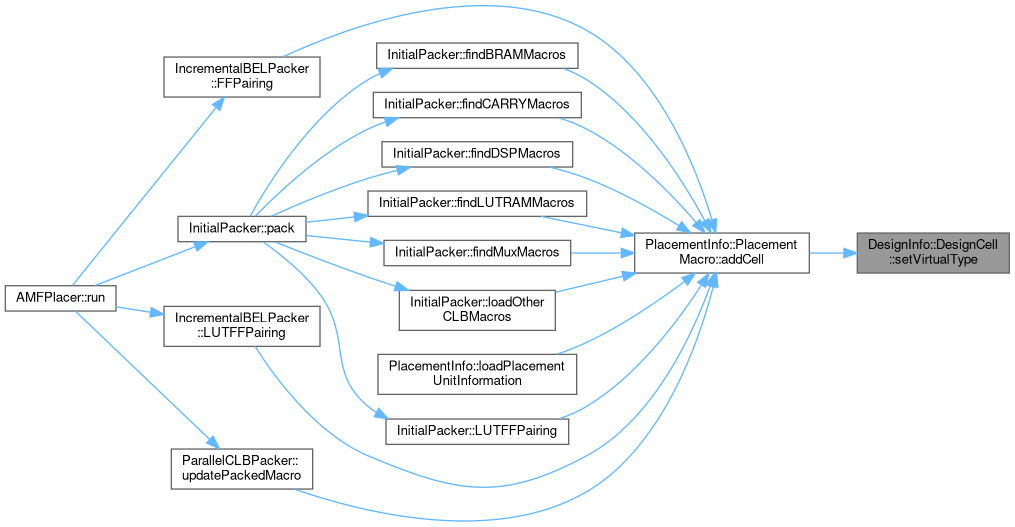 IncrementalBELPacker
::FFPairing
InitialPacker::findBRAMMacros
InitialPacker::findCARRYMacros
InitialPacker::findDSPMacros
InitialPacker::findLUTRAMMacros
InitialPacker::pack
InitialPacker::findMuxMacros
PlacementInfo::Placement
Macro::addCell
DesignInfo::DesignCell
::setVirtualType
AMFPlacer::run
InitialPacker::loadOther
CLBMacros
IncrementalBELPacker
::LUTFFPairing
PlacementInfo::loadPlacement
UnitInformation
InitialPacker::LUTFFPairing
ParallelCLBPacker::
updatePackedMacro